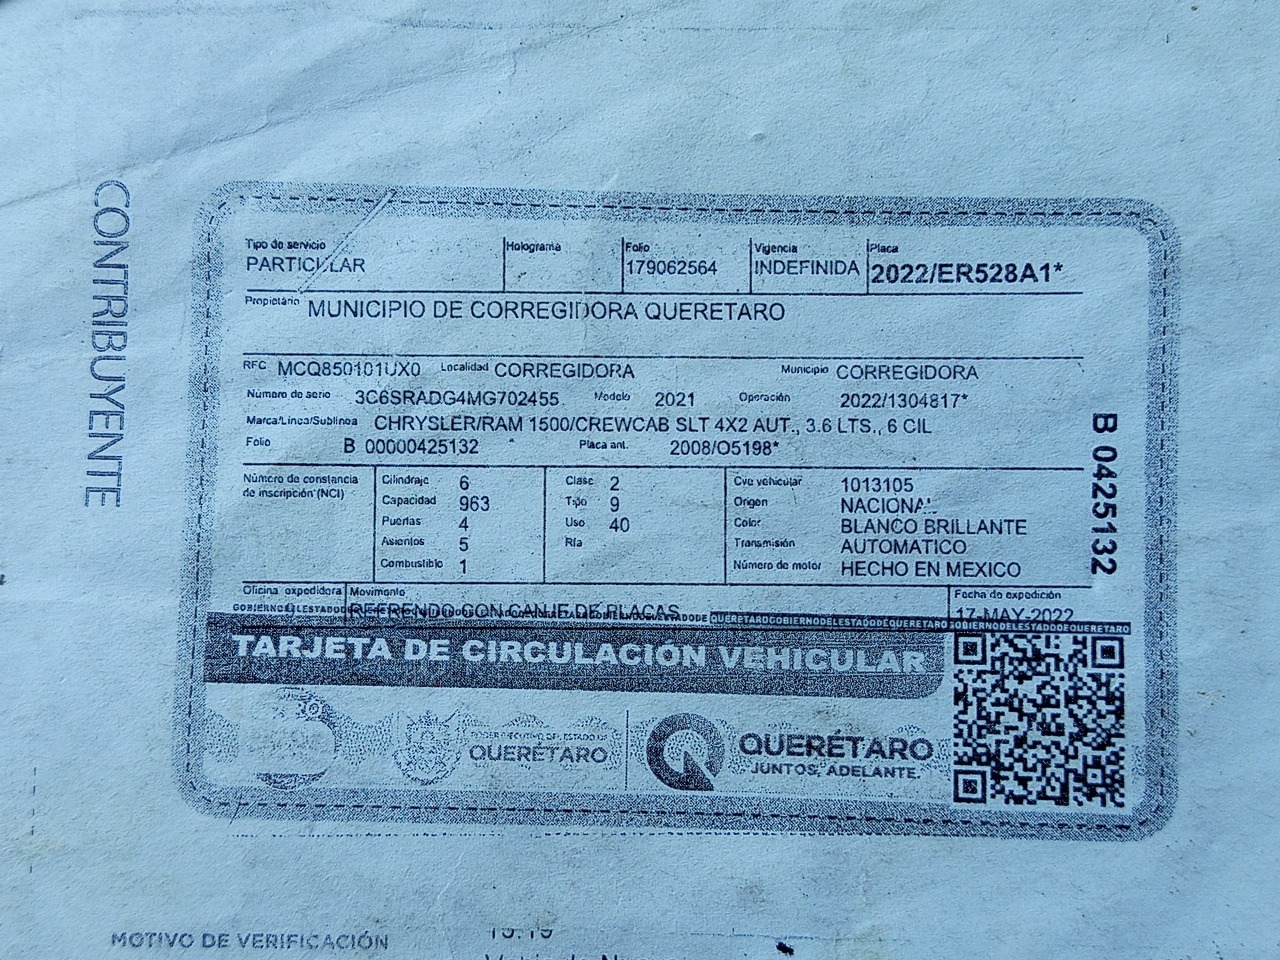 CONTRIBUYENTE
Tipo de servicio Holograma Folio Vigencia Placa
PARTICULAR 179062564 INDEFINIDA 2022/ER528A1*
Propietario MUNICIPIO DE CORREGIDORA QUERETARO
RFC MCQ850101UX0 Localidad CORREGIDORA Municipio CORREGIDORA
Número de serie 3C6SRADG4MG702455 Modelo 2021 Operación 2022/1304817*
Marca/Linea/Sublinea CHRYSLER/RAM 1500/CREWCAB SLT 4X2 AUT., 3.6 LTS., 6 CIL
Folio B 00000425132 Placa ant. 2008/O5198*
Número de constancia de inscripción (NCI)
Cilindraje 6
Capacidad 963
Puertas 4
Asientos 5
Combustible 1
Clase 2
Tipo 9
Uso 40
Rfa
Cve vehicular 1013105
Origen NACIONAL
Color BLANCO BRILLANTE
Transmisión AUTOMATICO
Número de motor HECHO EN MEXICO
B 0425132
Oficina expedidora Movimiento Fecha de expedición
REFRENDO CON CANJE DE PLACAS 17-MAY-2022
QUERETAROGOBIERNODELESTADODEQUERETAROGOBIERNODELESTADODEQUERETARO
TARJETA DE CIRCULACIÓN VEHICULAR
PODER EJECUTIVO DEL ESTADO DE
QUERÉTARO
QUERÉTARO
JUNTOS, ADELANTE.
MOTIVO DE VERIFICACIÓN